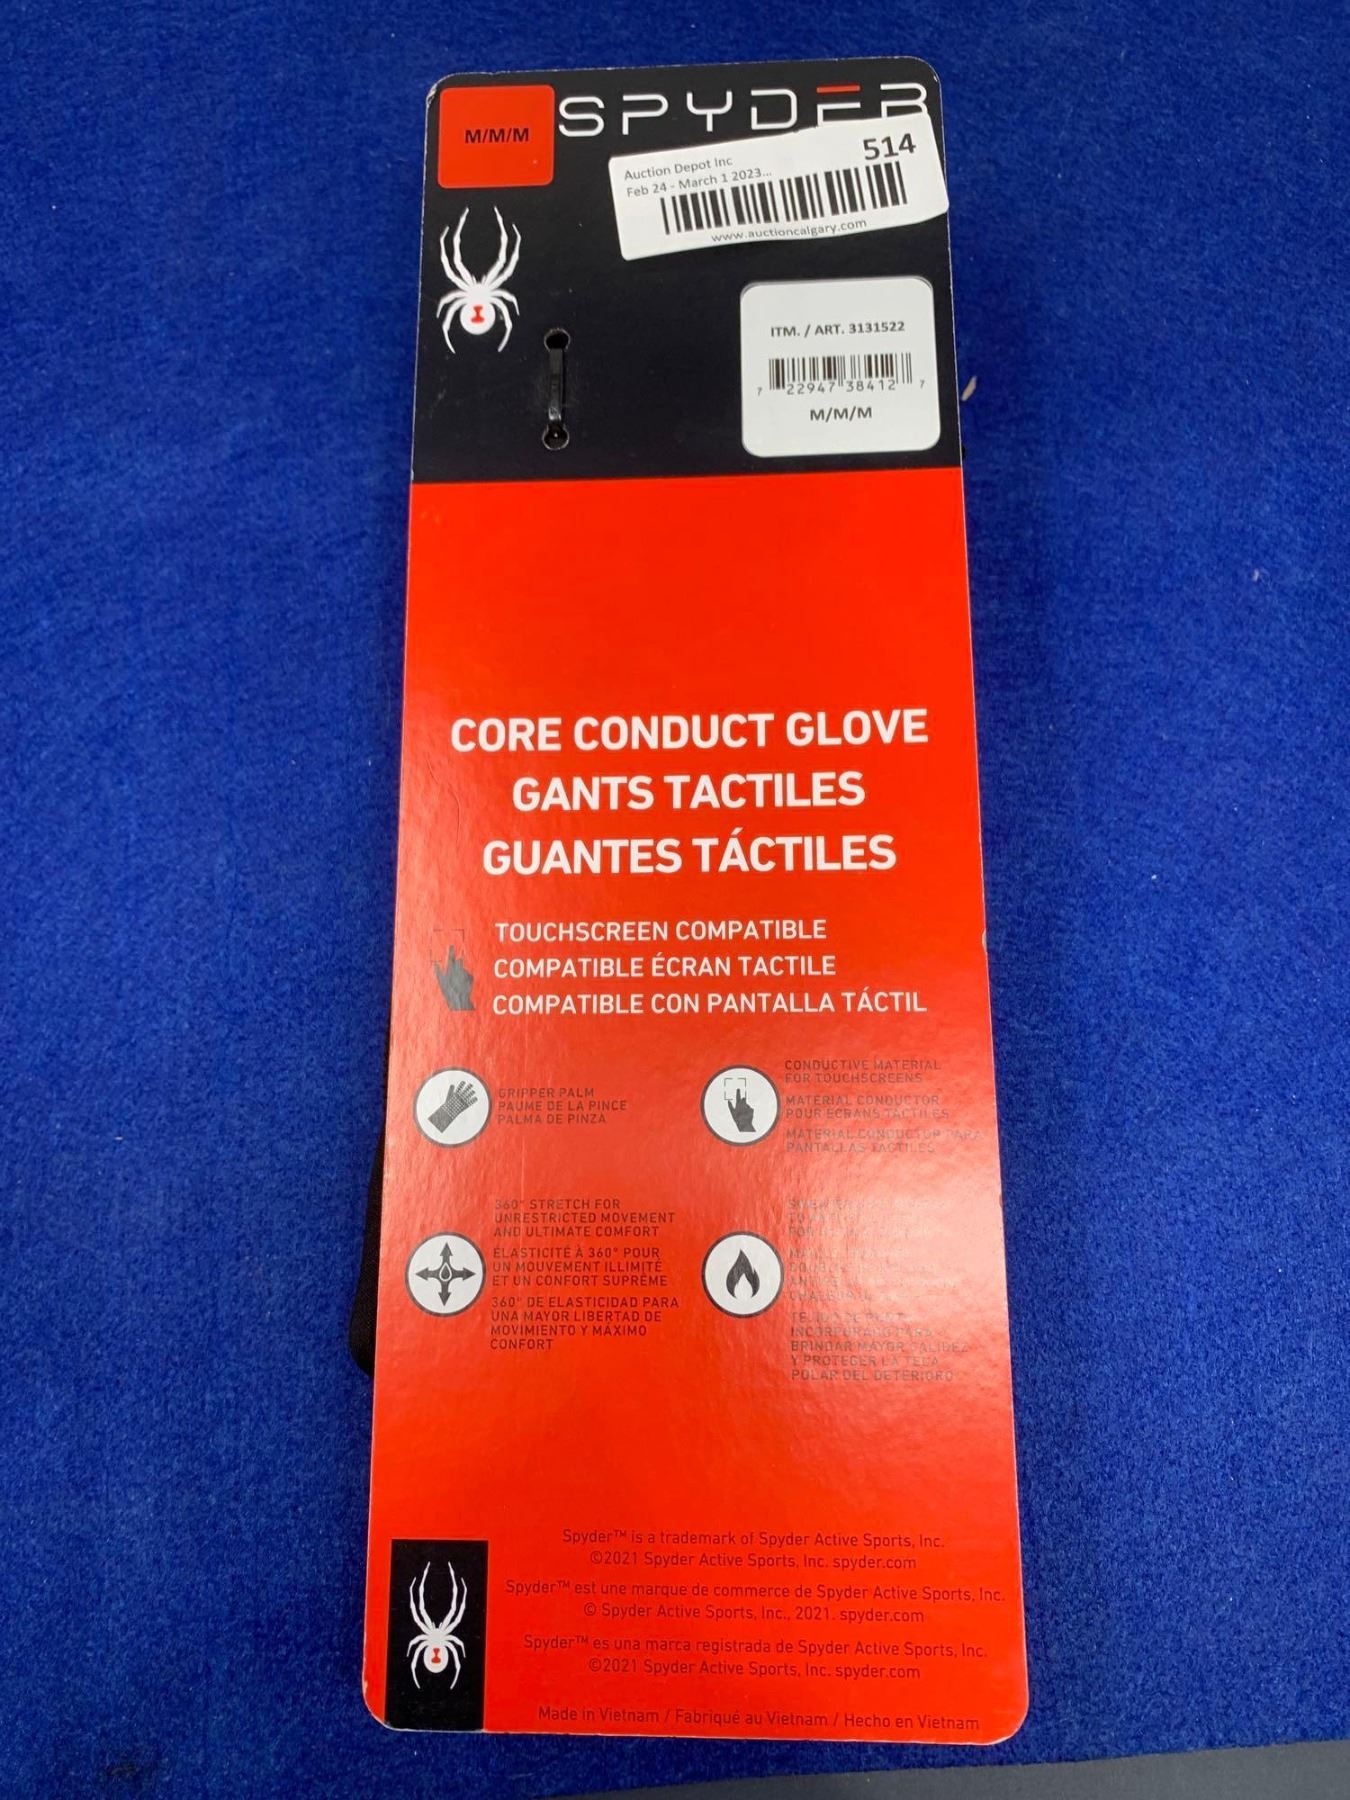 M/M/M
SPYDER
Auction Depot Inc
514
Feb 24 - March 1 2023...
www.auctioncalgary.com
ITM. / ART. 3131522
7 22947 38412 7
M/M/M
CORE CONDUCT GLOVE
GANTS TACTILES
GUANTES TÁCTILES
TOUCHSCREEN COMPATIBLE
COMPATIBLE ÉCRAN TACTILE
COMPATIBLE CON PANTALLA TÁCTIL
GRIPPER PALM
PAUME DE LA PINCE
PALMA DE PINZA
CONDUCTIVE MATERIAL
FOR TOUCHSCREENS
MATERIAL CONDUCTOR
POUR ECRANS TACTILES
MATERIAL CONDUCTOR PARA
PANTALLAS TACTILES
360° STRETCH FOR
UNRESTRICTED MOVEMENT
AND ULTIMATE COMFORT
ÉLASTICITÉ À 360° POUR
UN MOUVEMENT ILLIMITÉ
ET UN CONFORT SUPRÊME
360° DE ELASTICIDAD PARA
UNA MAYOR LIBERTAD DE
MOVIMIENTO Y MÁXIMO
CONFORT
INCORPORADO PARA
BRINDAR MAYOR CALIDEZ
Y PROTEGER LA TECA
POLAR DEL DETERIORO
Spyder™ is a trademark of Spyder Active Sports, Inc.
©2021 Spyder Active Sports, Inc. spyder.com
Spyder™ est une marque de commerce de Spyder Active Sports, Inc.
© Spyder Active Sports, Inc., 2021. spyder.com
Spyder™ es una marca registrada de Spyder Active Sports, Inc.
©2021 Spyder Active Sports, Inc. spyder.com
Made in Vietnam / Fabriqué au Vietnam / Hecho en Vietnam